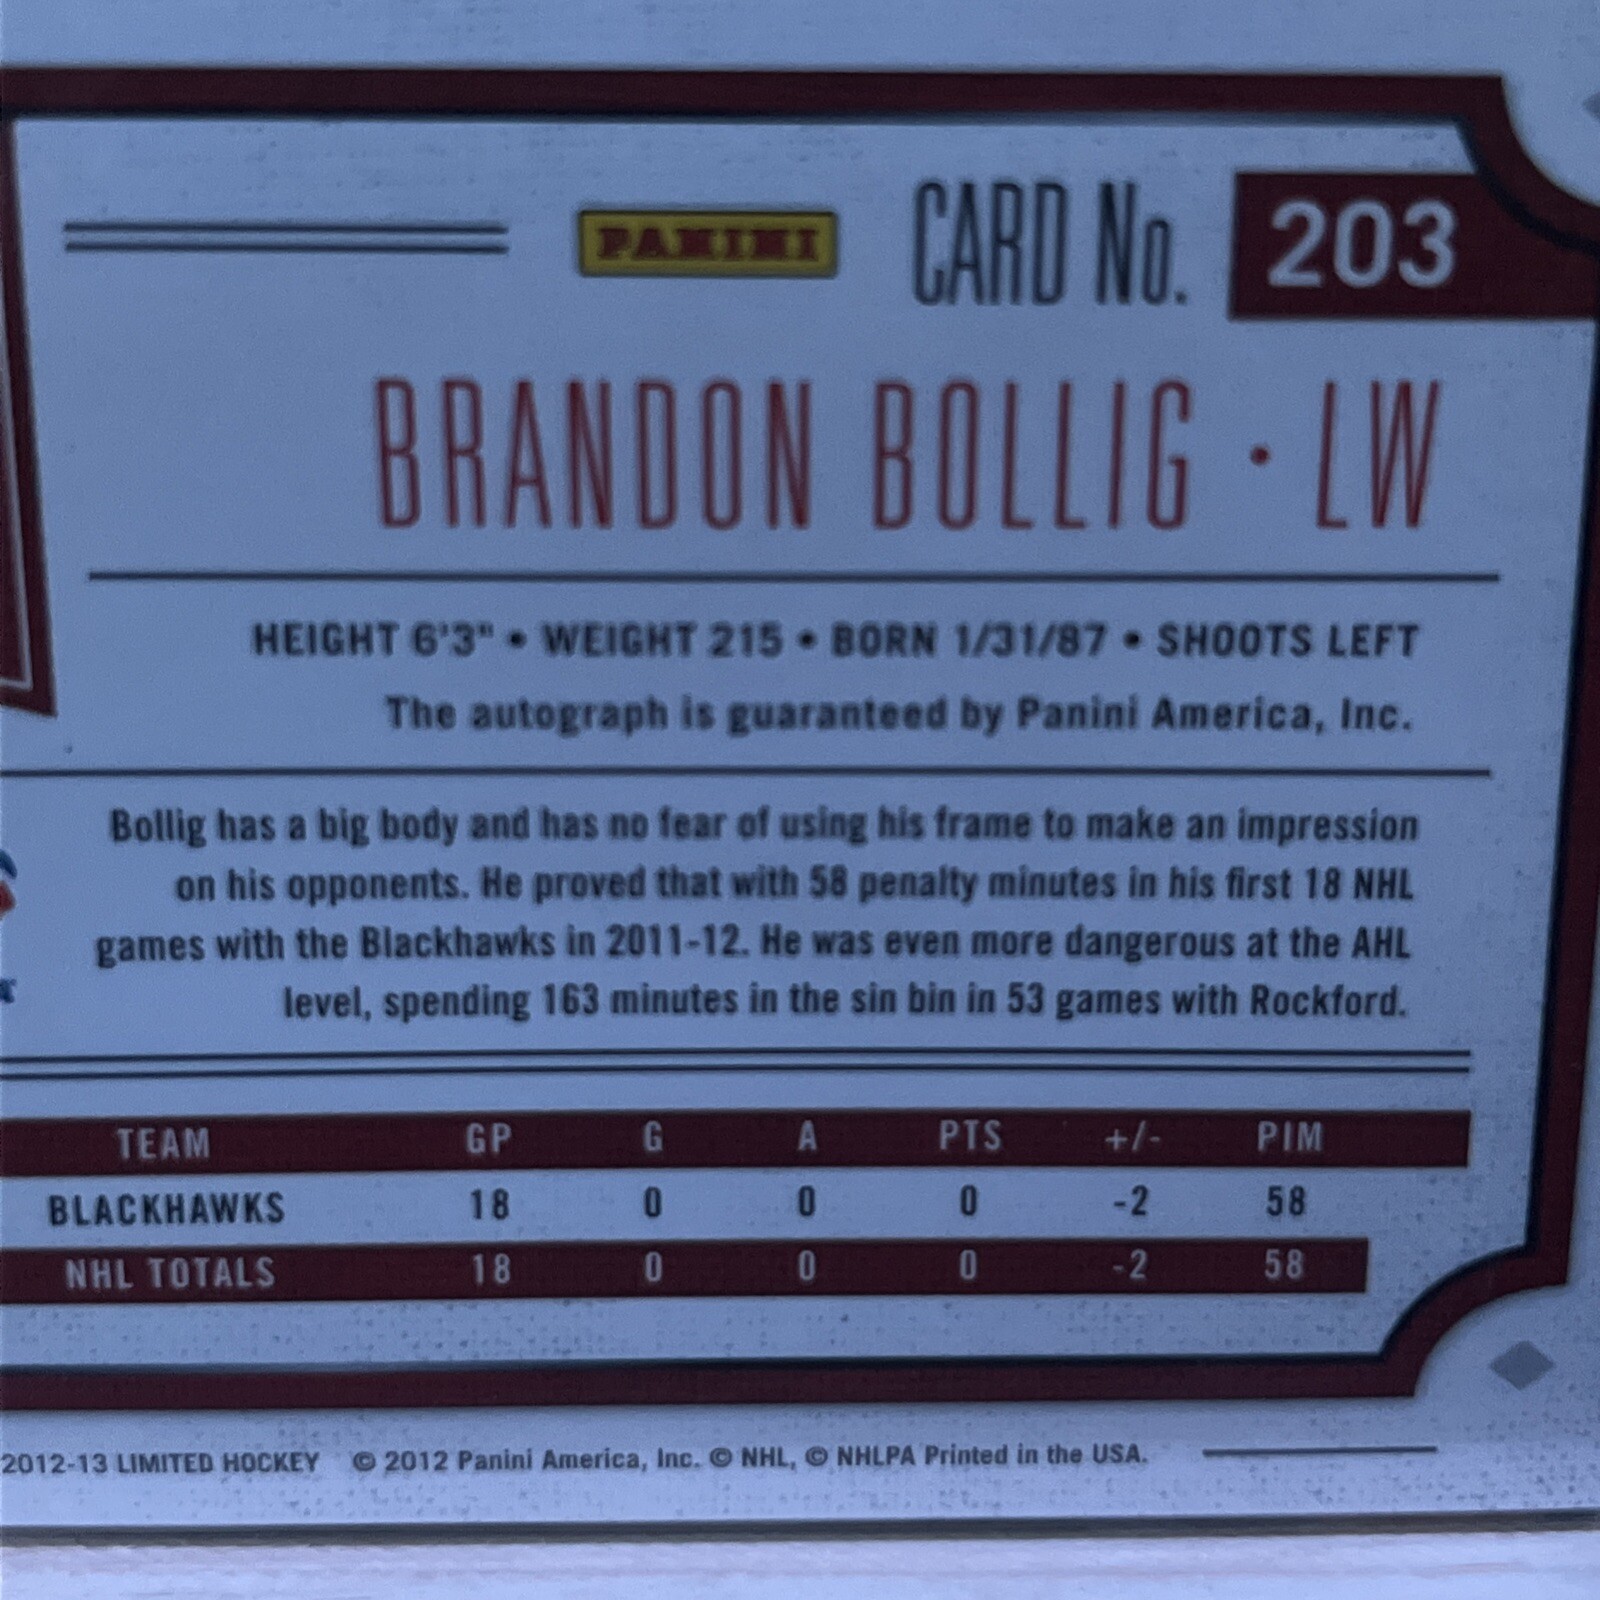 PANINI CARD No. 203
BRANDON BOLLIG • LW
HEIGHT 6'3" • WEIGHT 215 • BORN 1/31/87 • SHOOTS LEFT
The autograph is guaranteed by Panini America, Inc.
Bollig has a big body and has no fear of using his frame to make an impression
on his opponents. He proved that with 58 penalty minutes in his first 18 NHL
games with the Blackhawks in 2011-12. He was even more dangerous at the AHL
level, spending 163 minutes in the sin bin in 53 games with Rockford.
TEAM GP G A PTS +/- PIM
BLACKHAWKS 18 0 0 0 -2 58
NHL TOTALS 18 0 0 0 -2 58
2012-13 LIMITED HOCKEY © 2012 Panini America, Inc. © NHL, © NHLPA Printed in the USA.